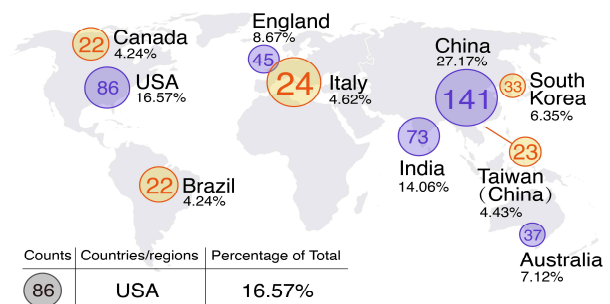 England
8.67%
45
22
Canada
4.24%
86
USA
16.57%
24
Italy
4.62%
China
27.17%
141
33
South
Korea
6.35%
73
India
14.06%
23
Taiwan
（China）
4.43%
22
Brazil
4.24%
37
Australia
7.12%
Counts Countries/regions Percentage of Total
86 USA 16.57%